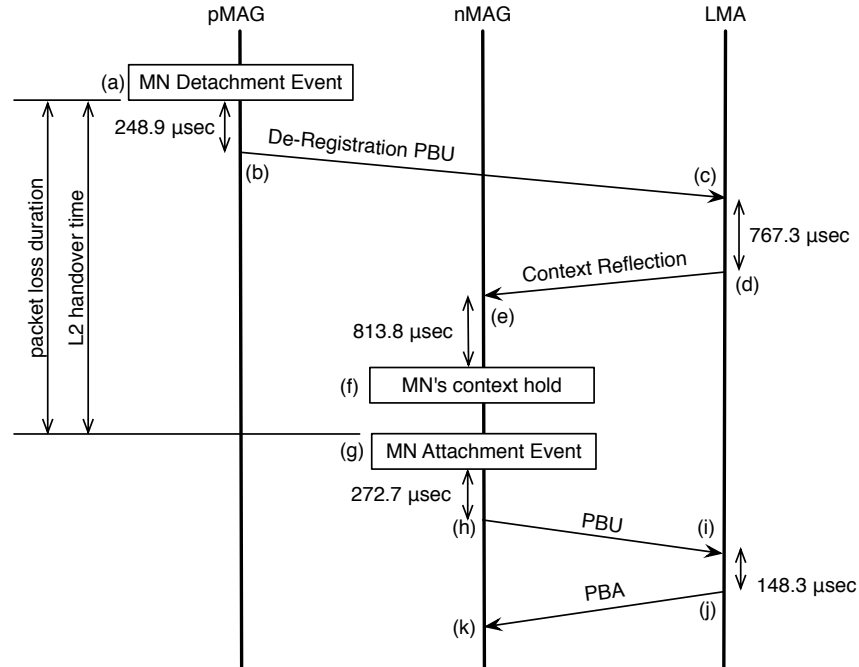 pMAG
nMAG
LMA
(a)
MN Detachment Event
248.9 µsec
De-Registration PBU
(b)
(c)
packet loss duration
L2 handover time
767.3 µsec
Context Reflection
(d)
(e)
813.8 µsec
(f)
MN's context hold
(g)
MN Attachment Event
272.7 µsec
(h)
PBU
(i)
148.3 µsec
PBA
(j)
(k)